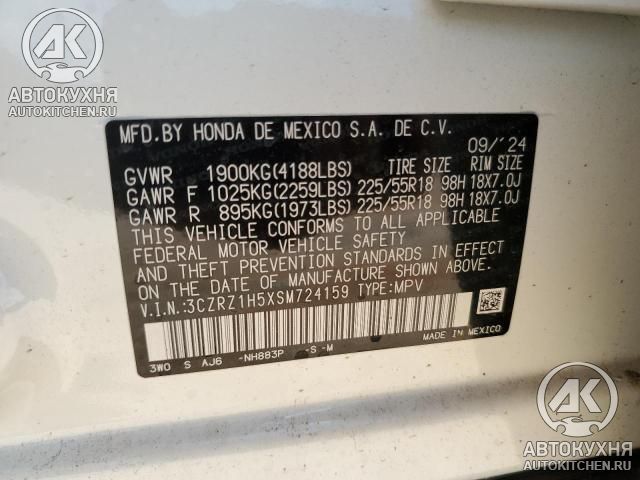 AK
АВТОКУХНЯ
AUTOKITCHEN.RU
MFD.BY HONDA DE MEXICO S.A. DE C.V.
09/'24
GVWR 1900KG(4188LBS) TIRE SIZE RIM SIZE
GAWR F 1025KG(2259LBS) 225/55R18 98H 18X7.0J
GAWR R 895KG(1973LBS) 225/55R18 98H 18X7.0J
THIS VEHICLE CONFORMS TO ALL APPLICABLE
FEDERAL MOTOR VEHICLE SAFETY
AND THEFT PREVENTION STANDARDS IN EFFECT
ON THE DATE OF MANUFACTURE SHOWN ABOVE.
V.I.N.:3CZRZ1H5XSM724159 TYPE:MPV
MADE IN MEXICO
3W0 S AJ6 -NH883P -S -M
AK
АВТОКУХНЯ
AUTOKITCHEN.RU